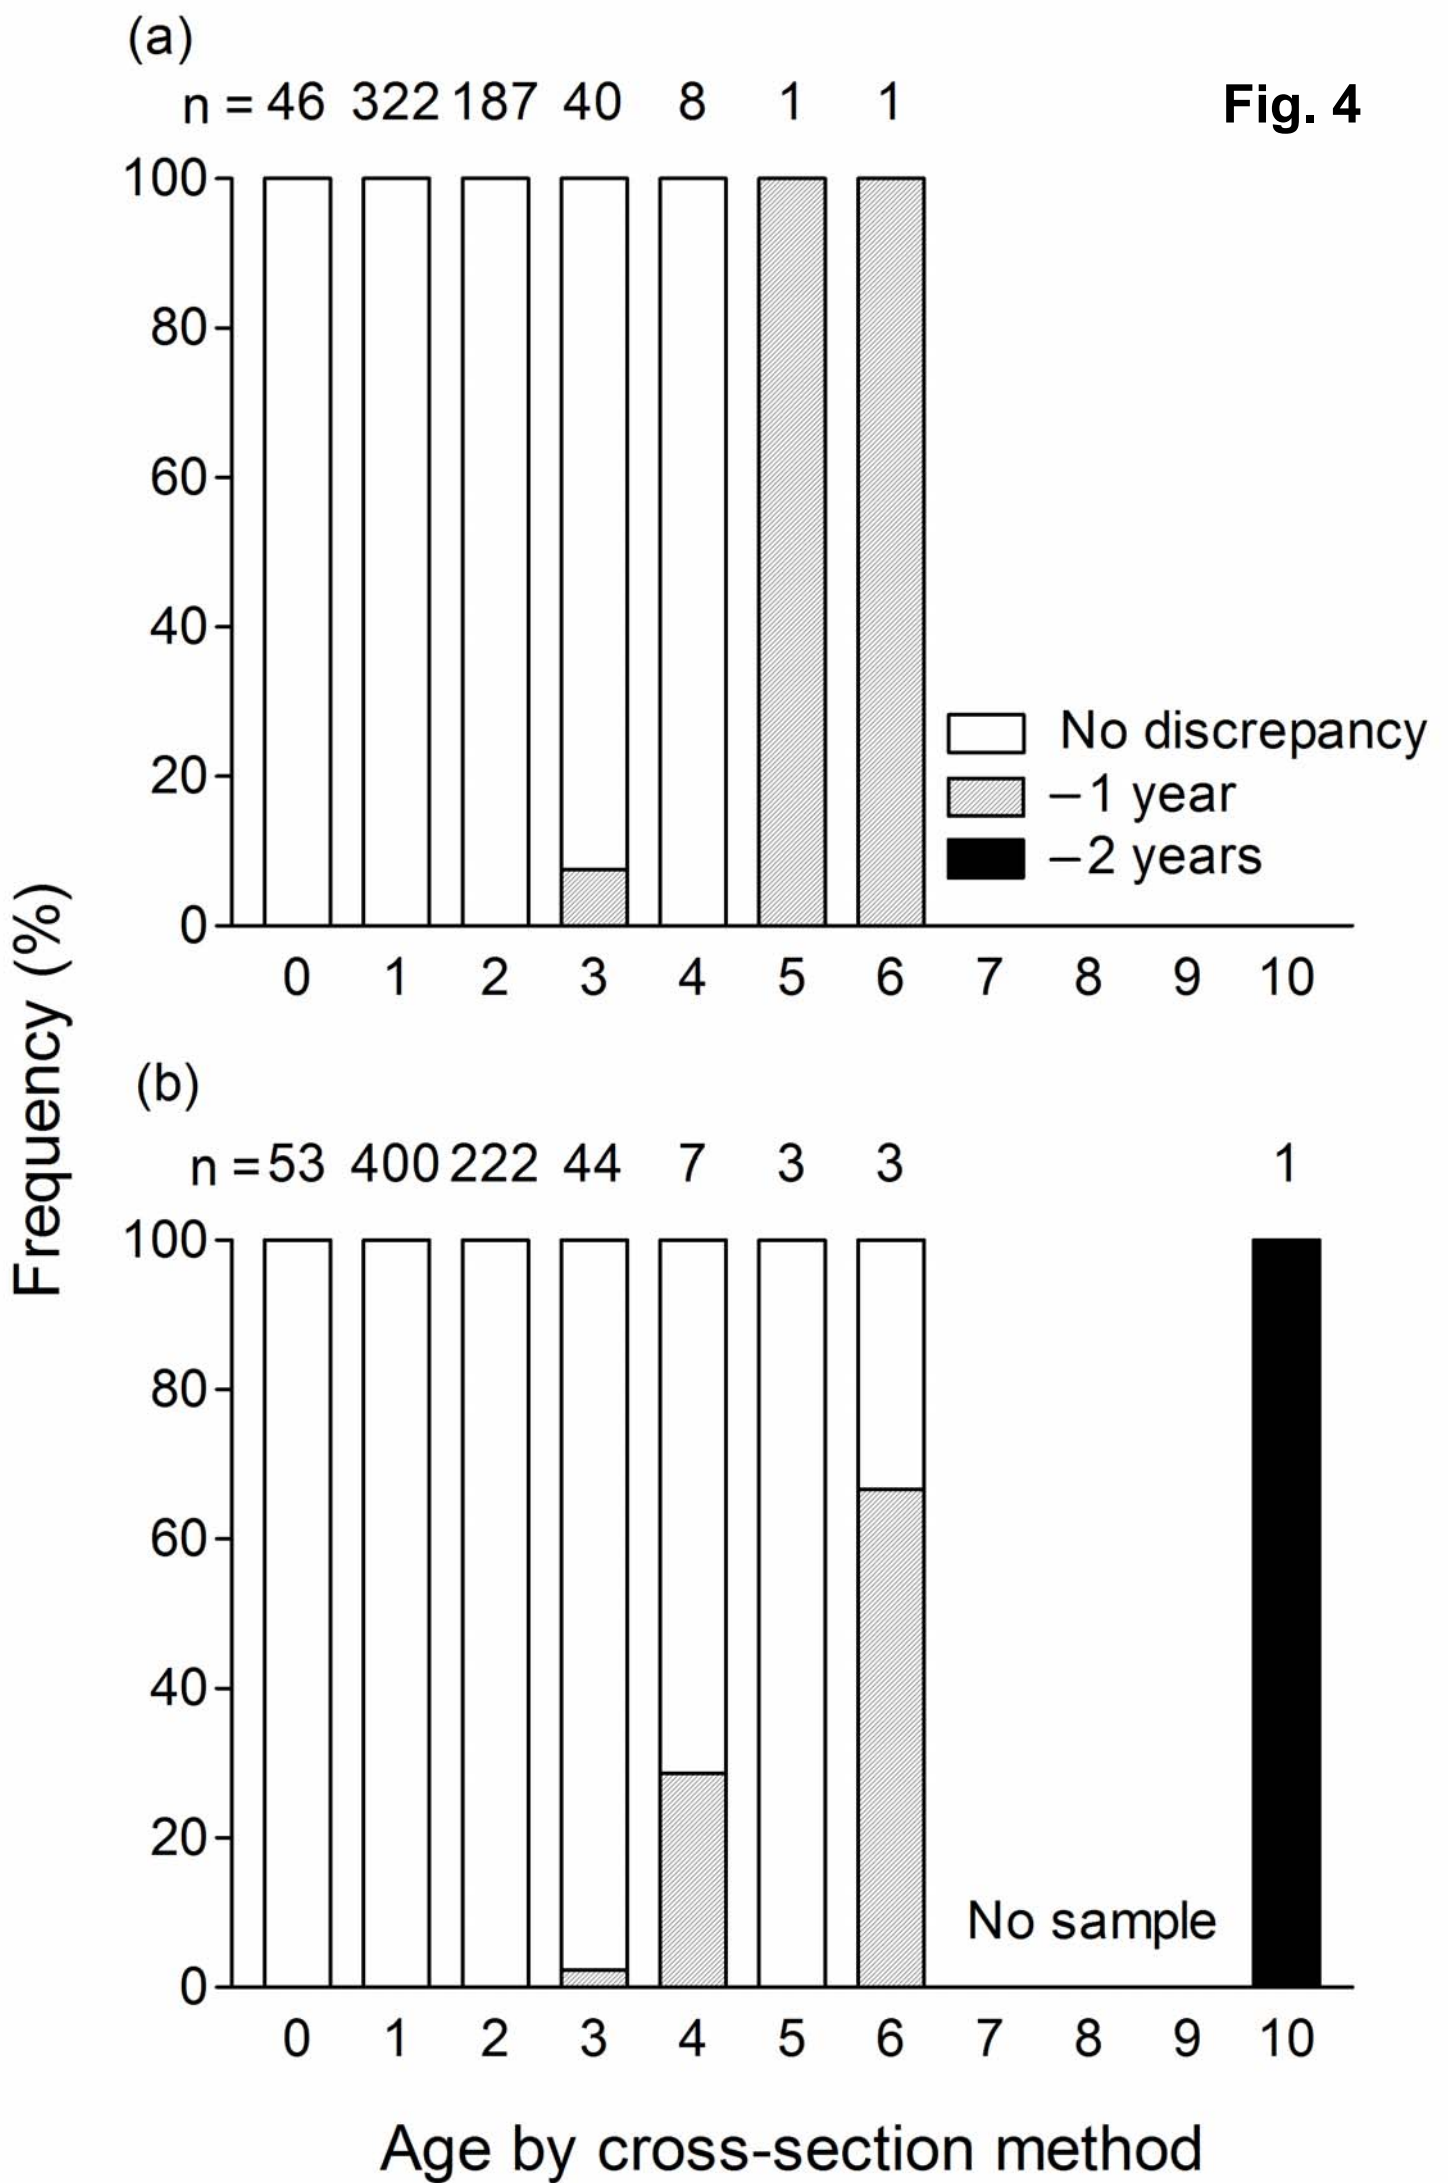 (a)
n = 46 322 187 40 8 1 1
Fig. 4
100
80
60
40
20
0
No discrepancy
–1 year
–2 years
0 1 2 3 4 5 6 7 8 9 10
Frequency (%)
(b)
n = 53 400 222 44 7 3 3 1
100
80
60
40
20
0
No sample
0 1 2 3 4 5 6 7 8 9 10
Age by cross-section method